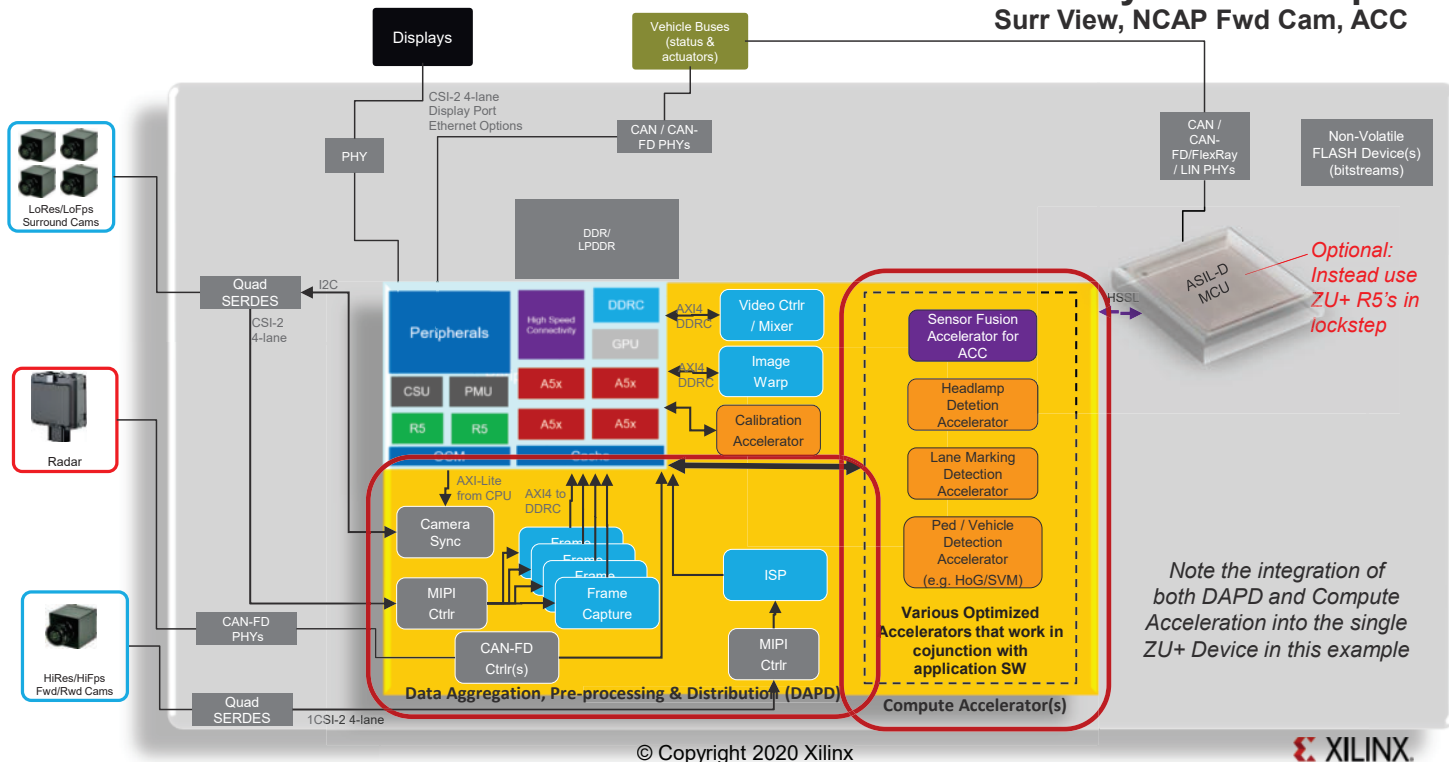 Surr View, NCAP Fwd Cam, ACC
Displays
Vehicle Buses
(status &
actuators)
CSI-2 4-lane
Display Port
Ethernet Options
PHY
CAN / CAN-
FD PHYs
CAN /
CAN-
FD/FlexRay
/ LIN PHYs
Non-Volatile
FLASH Device(s)
(bitstreams)
LoRes/LoFps
Surround Cams
DDR/
LPDDR
Quad
SERDES
I2C
CSI-2
4-lane
Peripherals
High Speed
Connectivity
DDRC
GPU
CSU
PMU
A5x
A5x
R5
R5
A5x
A5x
OCM
Cache
AXI4
DDRC
Video Ctrlr
/ Mixer
AXI4
DDRC
Image
Warp
Calibration
Accelerator
Sensor Fusion
Accelerator for
ACC
Headlamp
Detetion
Accelerator
Lane Marking
Detection
Accelerator
Ped / Vehicle
Detection
Accelerator
(e.g. HoG/SVM)
Various Optimized
Accelerators that work in
cojunction with
application SW
Compute Accelerator(s)
HSSL
ASIL-D
MCU
Optional:
Instead use
ZU+ R5's in
lockstep
Radar
AXI-Lite
from CPU
AXI4 to
DDRC
Camera
Sync
MIPI
Ctrlr
Frame
Frame
Frame
Frame
Capture
ISP
CAN-FD
PHYs
CAN-FD
Ctrlr(s)
MIPI
Ctrlr
Data Aggregation, Pre-processing & Distribution (DAPD)
HiRes/HiFps
Fwd/Rwd Cams
Quad
SERDES
1CSI-2 4-lane
Note the integration of
both DAPD and Compute
Acceleration into the single
ZU+ Device in this example
© Copyright 2020 Xilinx
XILINX.